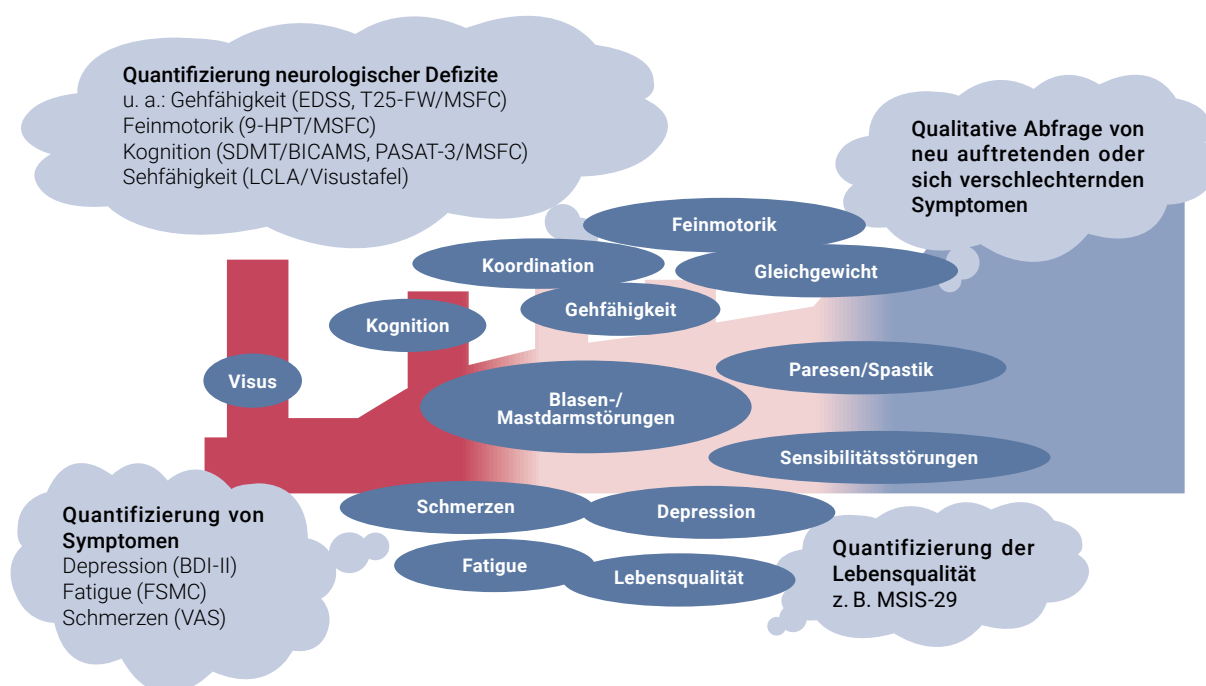 Quantifizierung neurologischer Defizite
u. a.: Gehfähigkeit (EDSS, T25-FW/MSFC)
Feinmotorik (9-HPT/MSFC)
Kognition (SDMT/BICAMS, PASAT-3/MSFC)
Sehfähigkeit (LCLA/Visustafel)
Qualitative Abfrage von
neu auftretenden oder
sich verschlechternden
Symptomen
Feinmotorik
Koordination
Gleichgewicht
Gehfähigkeit
Kognition
Visus
Paresen/Spastik
Blasen-/
Mastdarmstörungen
Sensibilitätsstörungen
Schmerzen
Depression
Fatigue
Lebensqualität
Quantifizierung von
Symptomen
Depression (BDI-II)
Fatigue (FSMC)
Schmerzen (VAS)
Quantifizierung der
Lebensqualität
z. B. MSIS-29